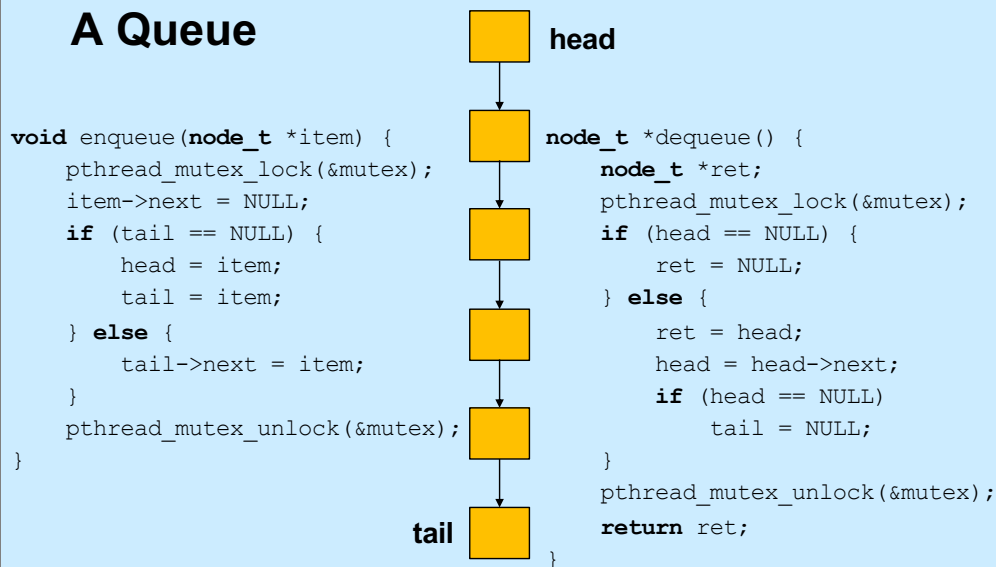 A Queue
head
void enqueue(node_t *item) {
    pthread_mutex_lock(&mutex);
    item->next = NULL;
    if (tail == NULL) {
        head = item;
        tail = item;
    } else {
        tail->next = item;
    }
    pthread_mutex_unlock(&mutex);
}
node_t *dequeue() {
    node_t *ret;
    pthread_mutex_lock(&mutex);
    if (head == NULL) {
        ret = NULL;
    } else {
        ret = head;
        head = head->next;
        if (head == NULL)
            tail = NULL;
    }
    pthread_mutex_unlock(&mutex);
    return ret;
}
tail